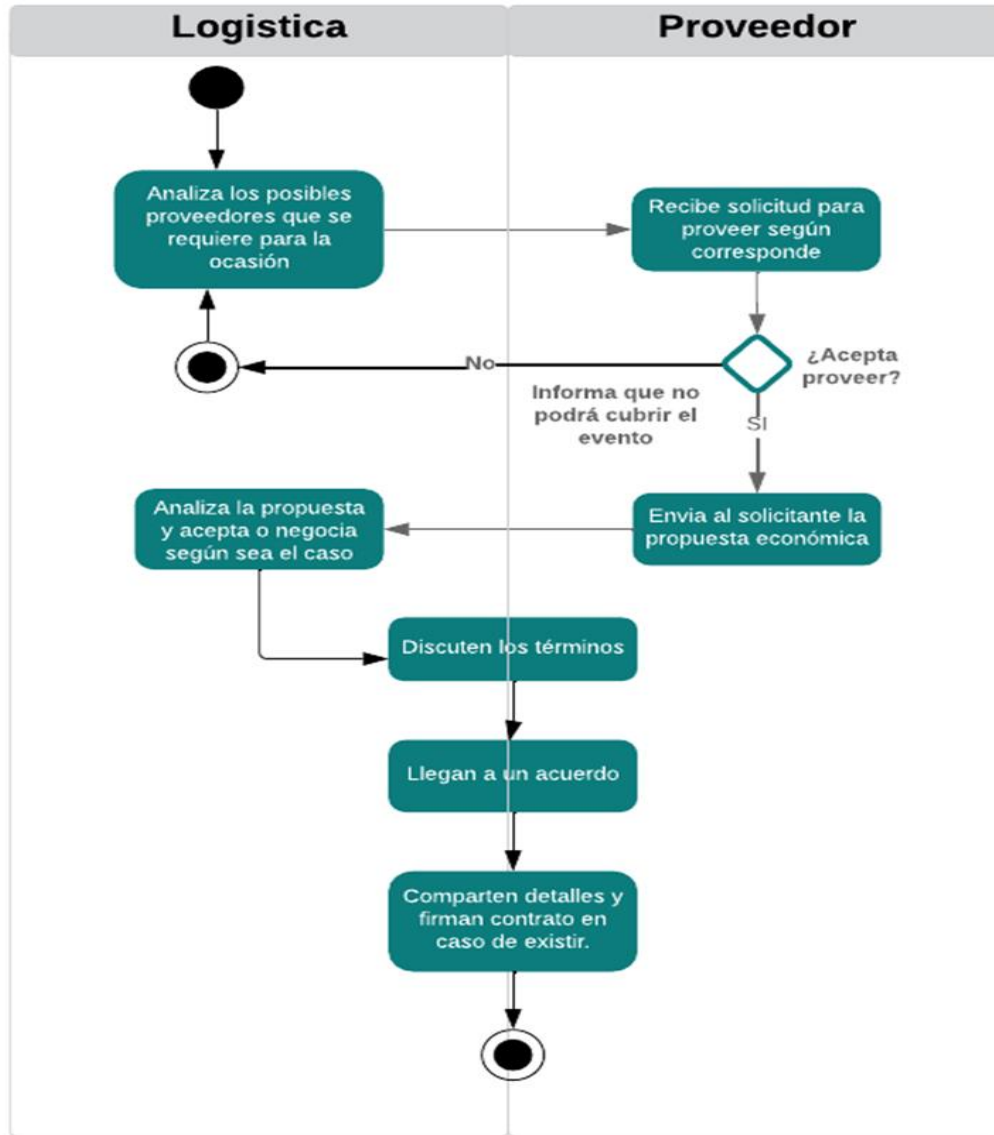 Logistica
Proveedor
Analiza los posibles
proveedores que se
requiere para la
ocasión
Recibe solicitud para
proveer según
corresponde
¿Acepta
proveer?
No
Informa que no
podrá cubrir el
evento
SI
Analiza la propuesta
y acepta o negocia
según sea el caso
Envia al solicitante la
propuesta económica
Discuten los términos
Llegan a un acuerdo
Comparten detalles y
firman contrato en
caso de existir.